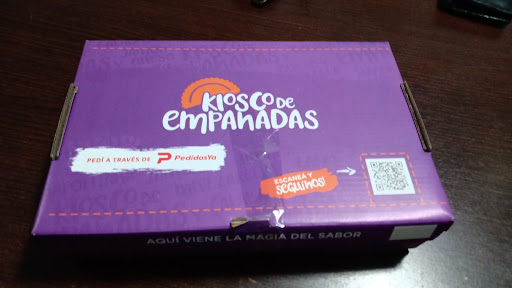 KIOSCO DE
EMPANADAS
PEDÍ A TRAVÉS DE PedidosYa
ESCANEÁ Y
SEGUINOS!
AQUÍ VIENE LA MAGIA DEL SABOR